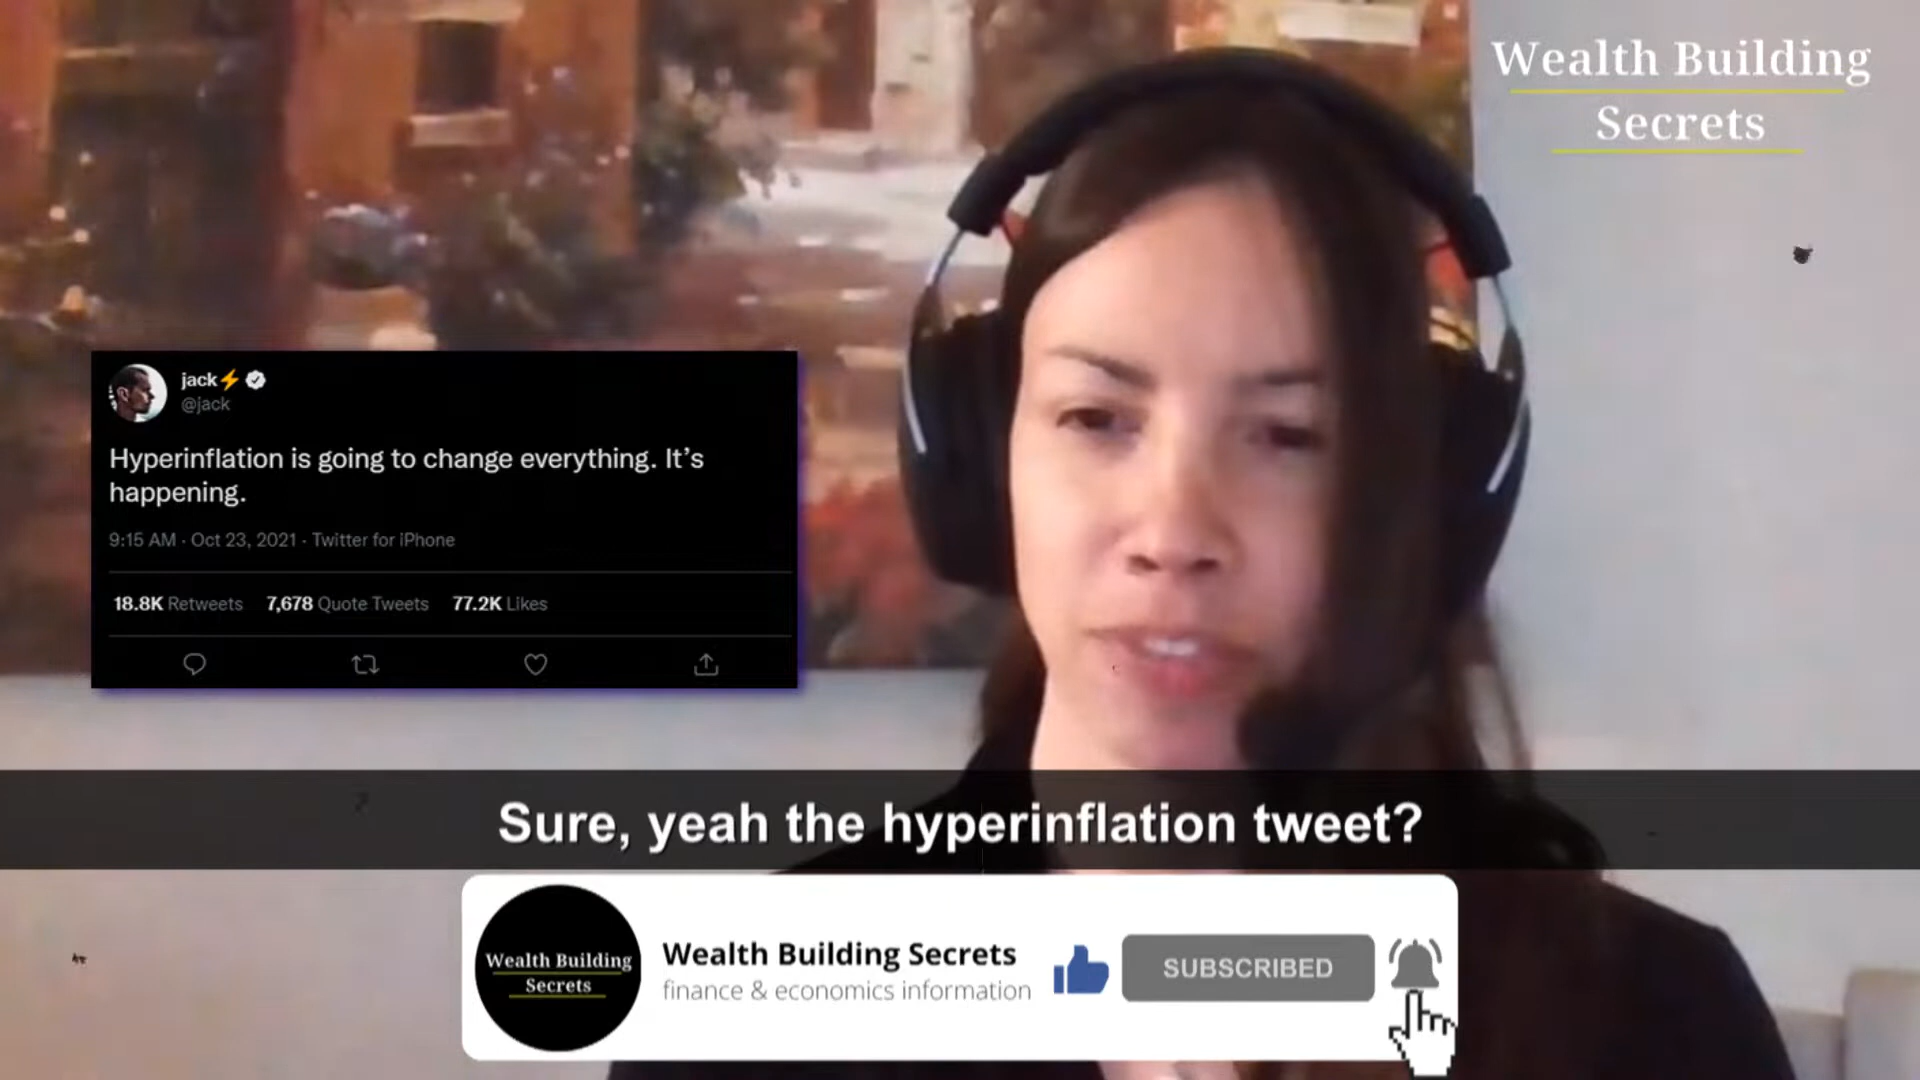 Wealth Building
Secrets
jack
@jack
Hyperinflation is going to change everything. It’s
happening.
9:15 AM · Oct 23, 2021 · Twitter for iPhone
18.8K Retweets 7,678 Quote Tweets 77.2K Likes
Sure, yeah the hyperinflation tweet?
Wealth Building
Secrets
Wealth Building Secrets
finance & economics information
SUBSCRIBED